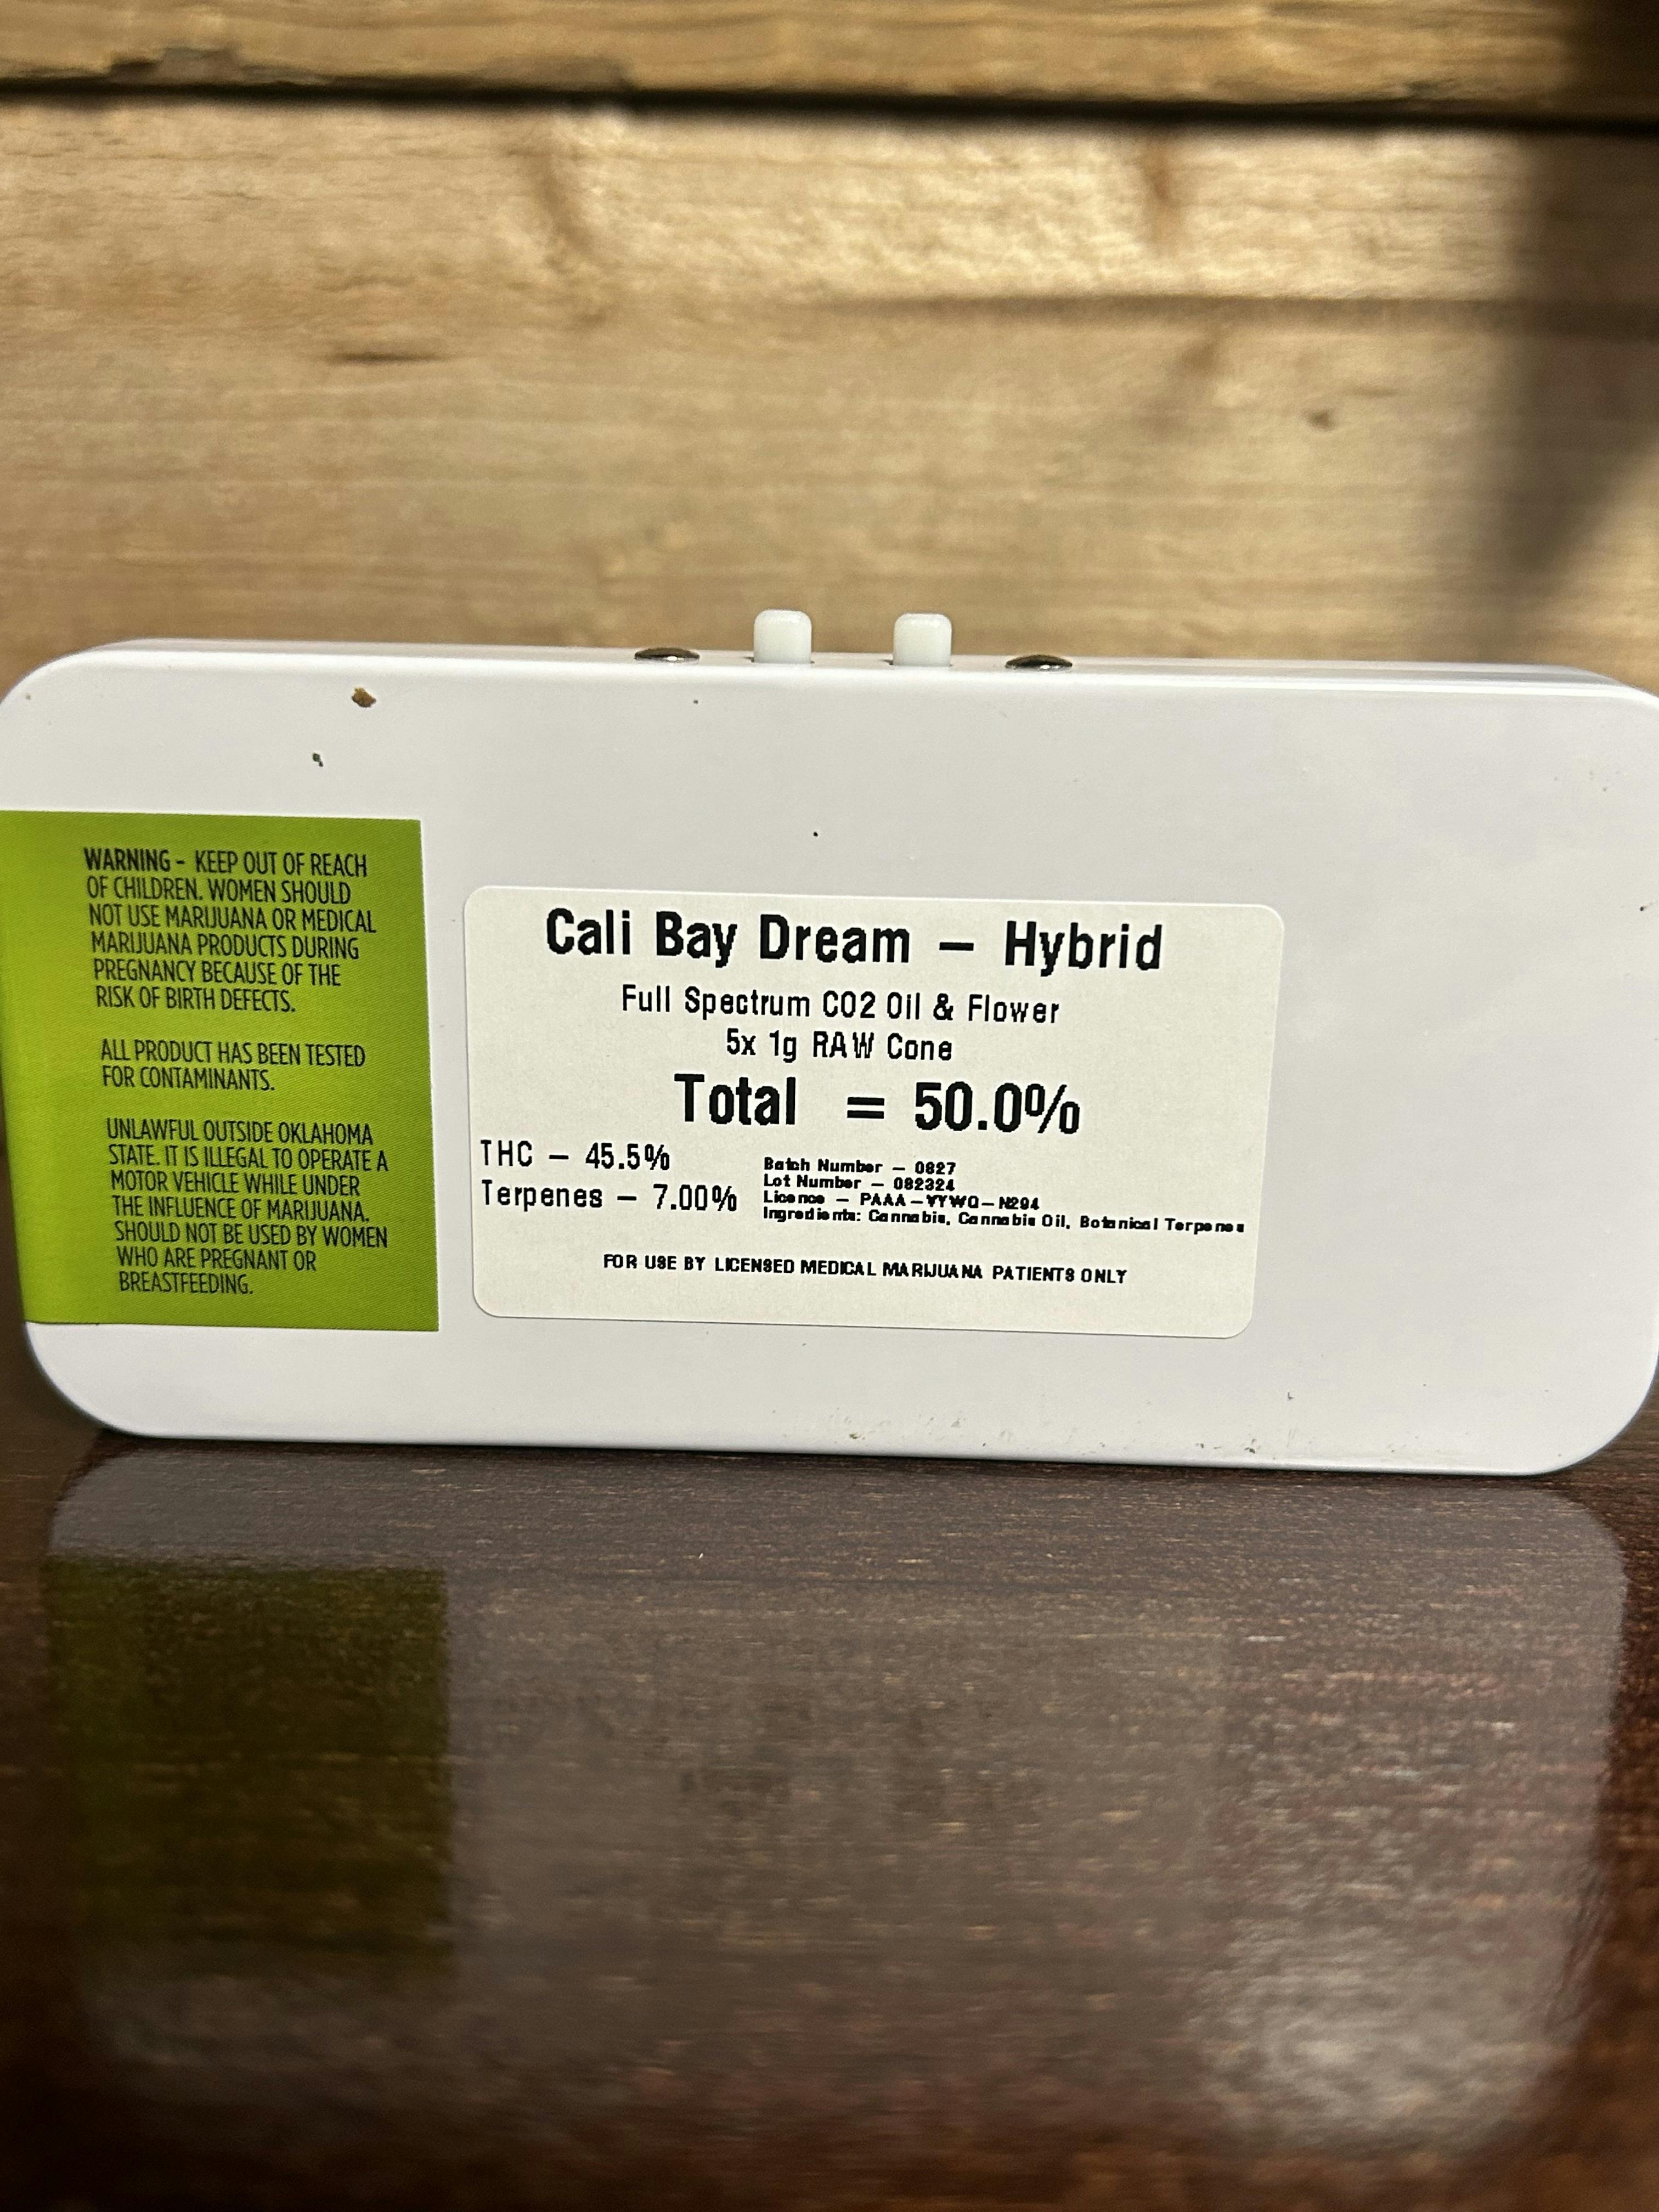 WARNING - KEEP OUT OF REACH
OF CHILDREN. WOMEN SHOULD
NOT USE MARIJUANA OR MEDICAL
MARIJUANA PRODUCTS DURING
PREGNANCY BECAUSE OF THE
RISK OF BIRTH DEFECTS.
ALL PRODUCT HAS BEEN TESTED
FOR CONTAMINANTS.
UNLAWFUL OUTSIDE OKLAHOMA
STATE. IT IS ILLEGAL TO OPERATE A
MOTOR VEHICLE WHILE UNDER
THE INFLUENCE OF MARIJUANA.
SHOULD NOT BE USED BY WOMEN
WHO ARE PREGNANT OR
BREASTFEEDING.
Cali Bay Dream – Hybrid
Full Spectrum CO2 Oil & Flower
5x 1g RAW Cone
Total = 50.0%
THC – 45.5%
Terpenes – 7.00%
Batch Number – 0827
Lot Number – 082324
Licence – PAAA-VYWQ-N294
Ingredients: Cannabis, Cannabis Oil, Botanical Terpenes
FOR USE BY LICENSED MEDICAL MARIJUANA PATIENTS ONLY